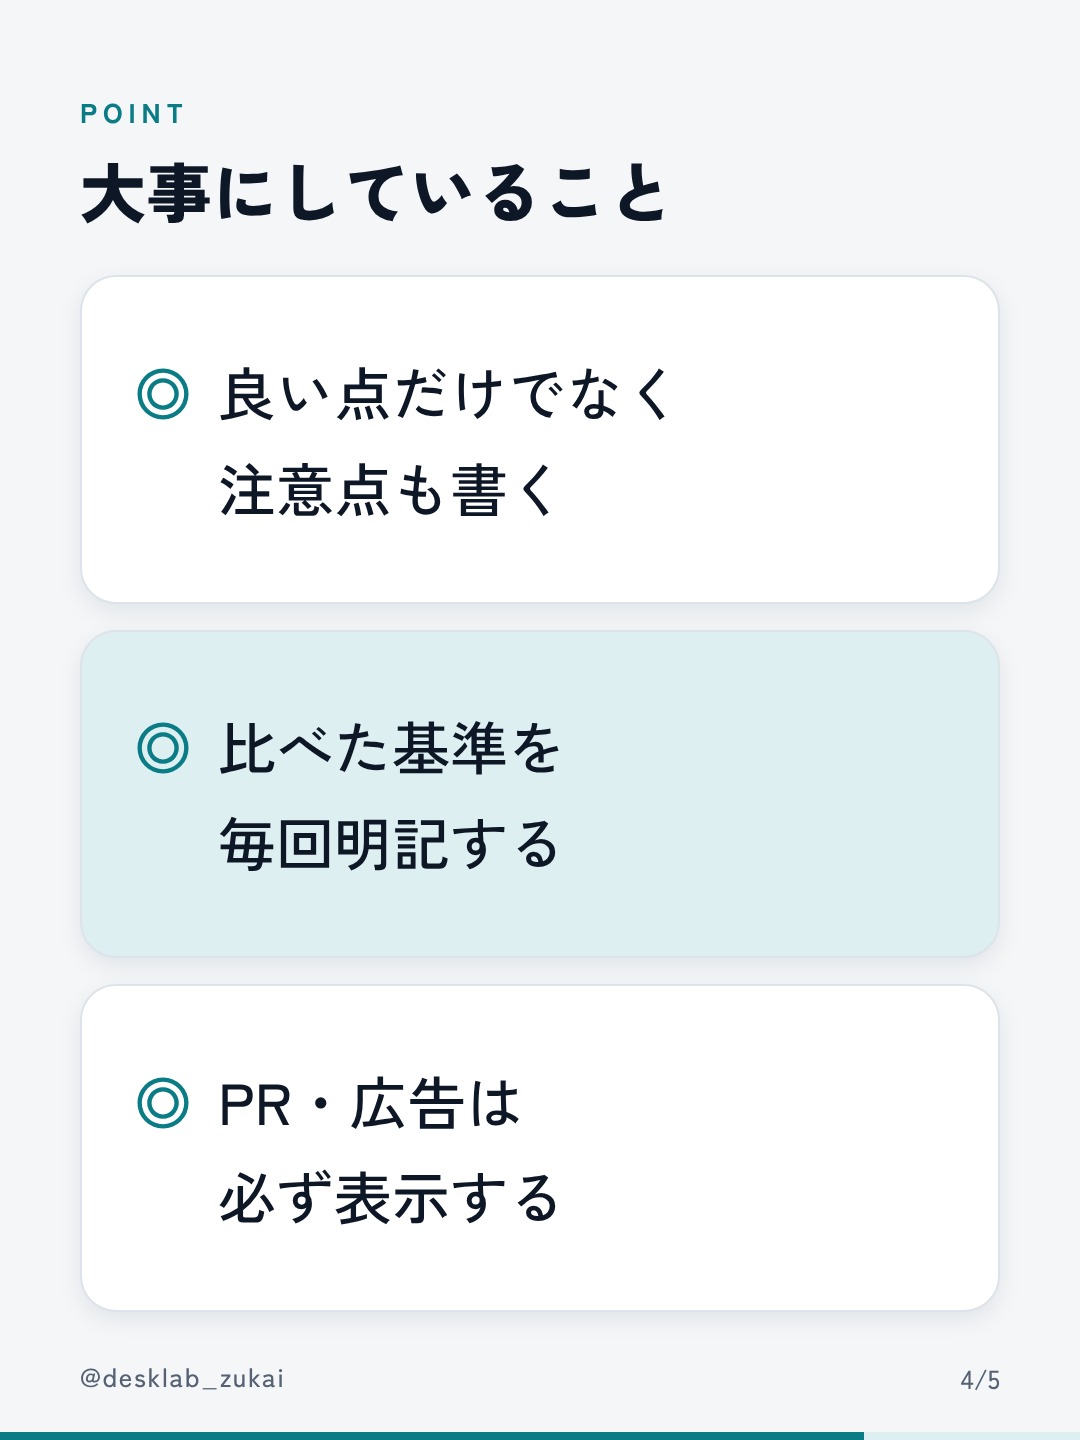 POINT
大事にしていること
◎ 良い点だけでなく
注意点も書く
◎ 比べた基準を
毎回明記する
◎ PR・広告は
必ず表示する
@desklab_zukai
4/5